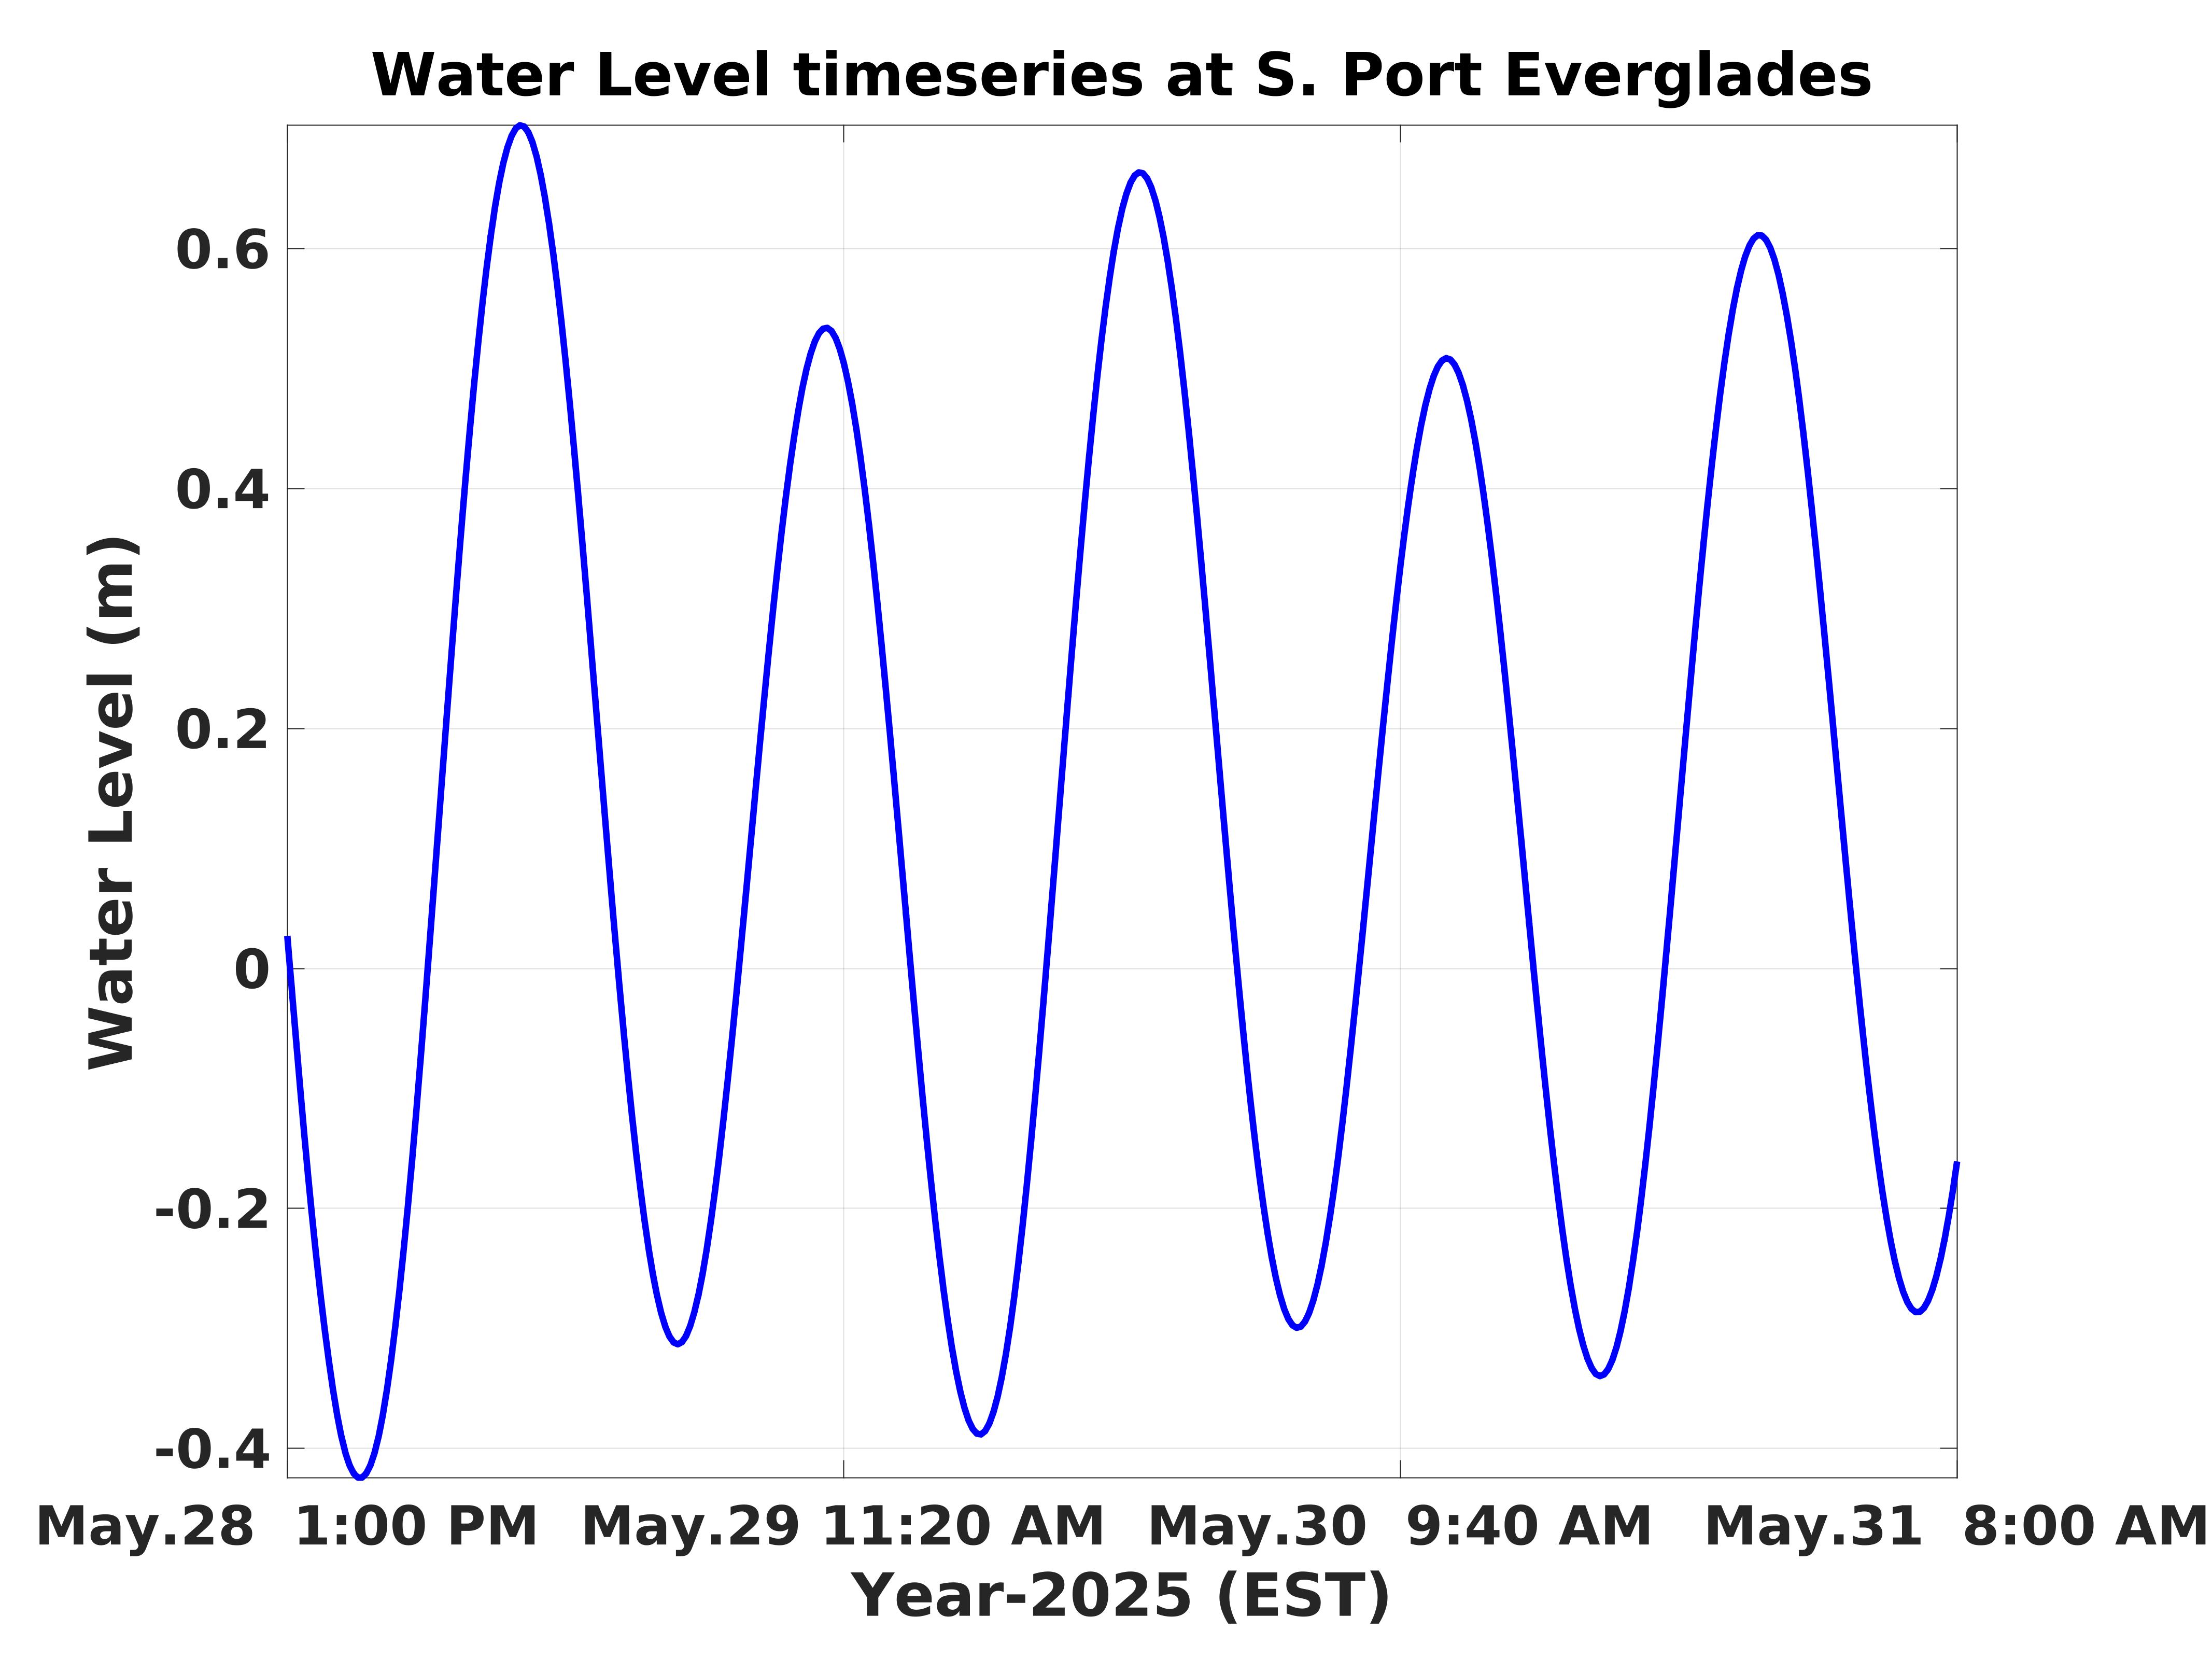 Water Level timeseries at S. Port Everglades
0.6
0.4
0.2
0
-0.2
-0.4
Water Level (m)
May.28 1:00 PM May.29 11:20 AM May.30 9:40 AM May.31 8:00 AM
Year-2025 (EST)